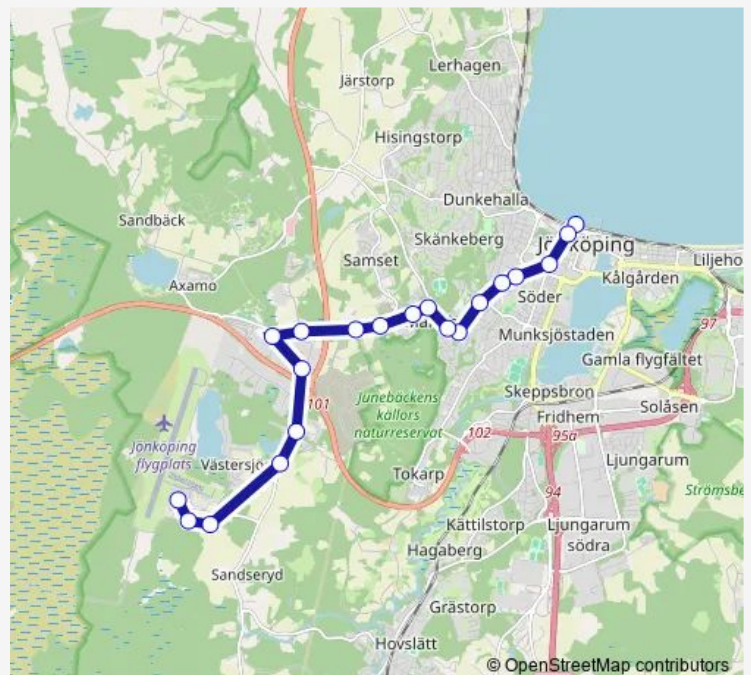 Lerhagen
Järstorp
Hisingstorp
Dunkehalla
Sandbäck
Skänkeberg
Samset
Liljeho
Kålgården
Axamo
Söder
97
Munksjöstaden
Gamla flygfältet
Junebäckens
källors
naturreservat
Skeppsbron
101
Solåsen
Fridhem
Jönköping
flygplats
102
95a
Västersjö
Tokarp
Ljungarum
94
Strömsbe
Kättilstorp
Ljungarum
södra
Hagaberg
Sandseryd
Grästorp
Hovslätt
© OpenStreetMap contributors